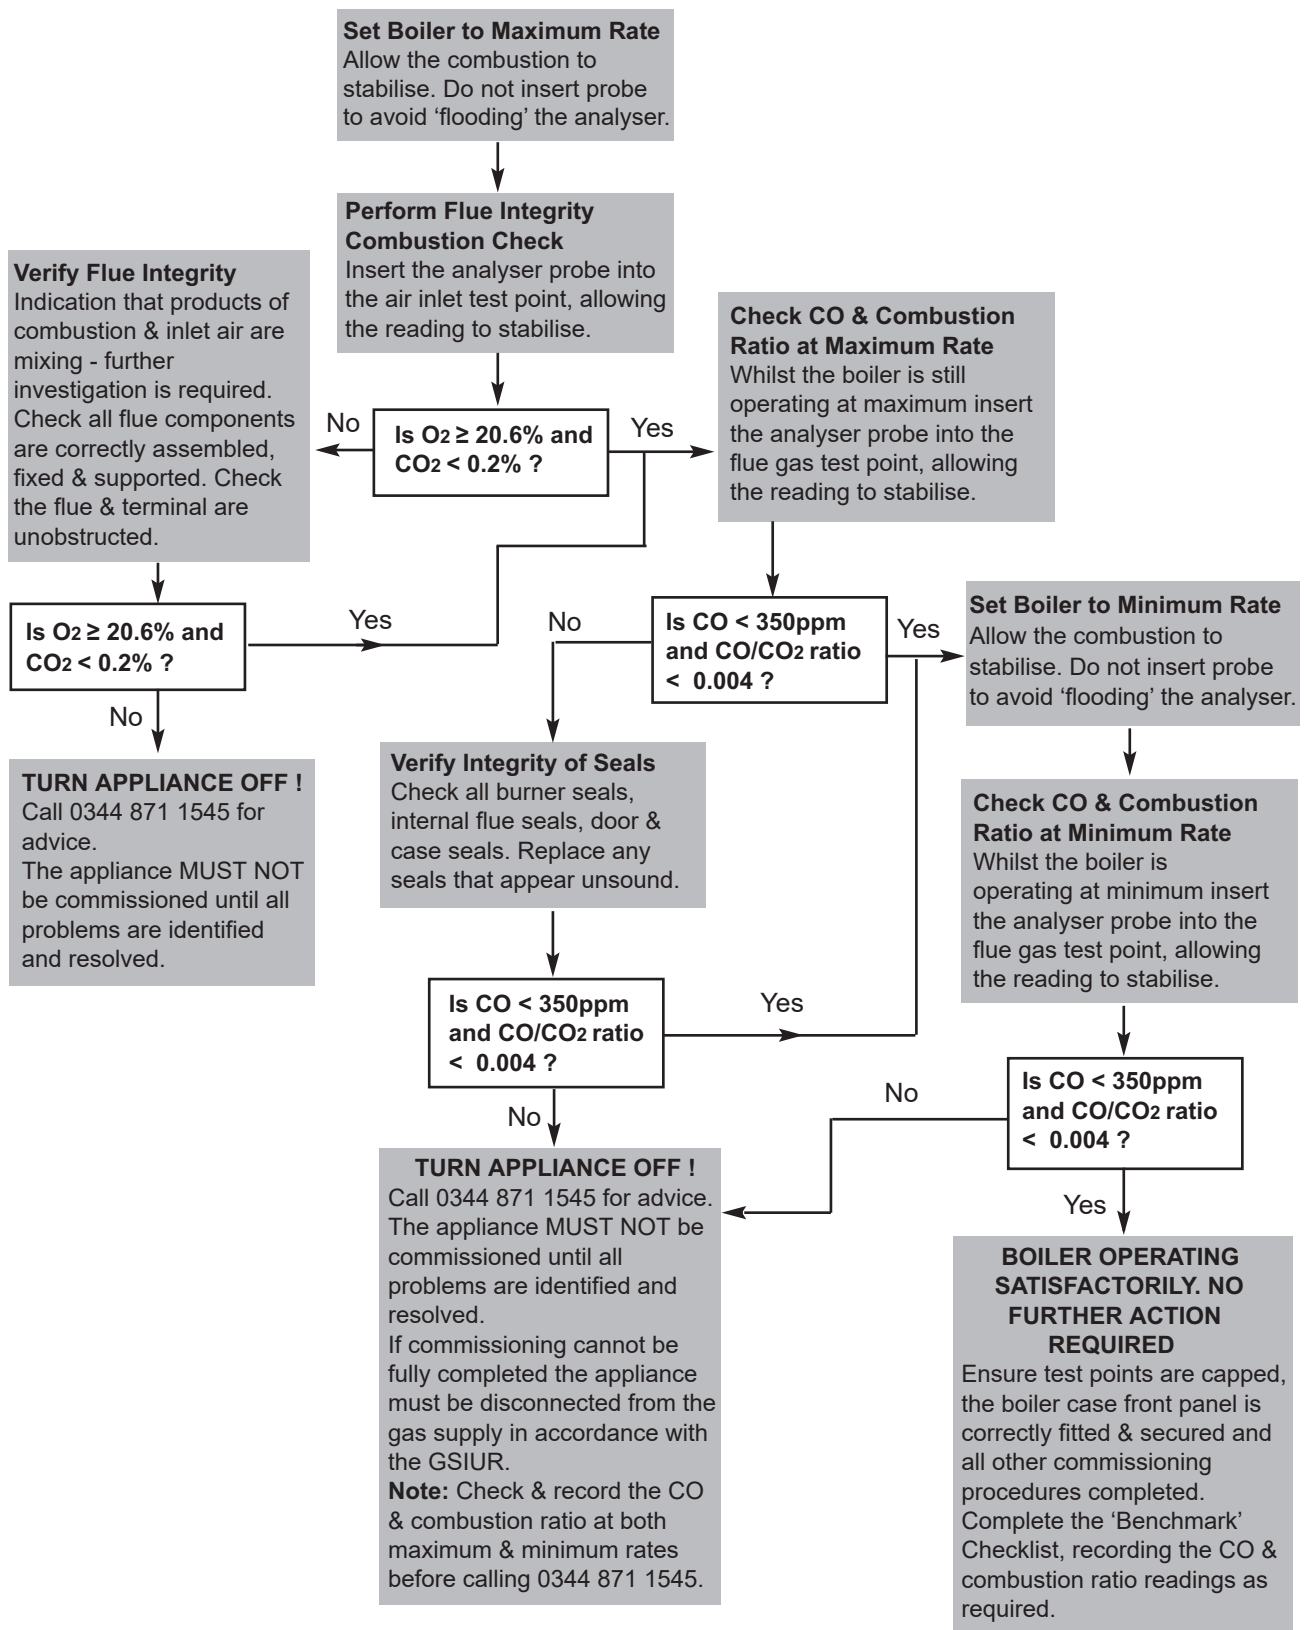 Set Boiler to Maximum Rate
Allow the combustion to
stabilise. Do not insert probe
to avoid ‘flooding’ the analyser.
Perform Flue Integrity
Combustion Check
Insert the analyser probe into
the air inlet test point, allowing
the reading to stabilise.
Is O2 ≥ 20.6% and
CO2 < 0.2% ?
No
Yes
Verify Flue Integrity
Indication that products of
combustion & inlet air are
mixing - further
investigation is required.
Check all flue components
are correctly assembled,
fixed & supported. Check
the flue & terminal are
unobstructed.
Is O2 ≥ 20.6% and
CO2 < 0.2% ?
Yes
No
TURN APPLIANCE OFF !
Call 0344 871 1545 for
advice.
The appliance MUST NOT
be commissioned until all
problems are identified
and resolved.
Check CO & Combustion
Ratio at Maximum Rate
Whilst the boiler is still
operating at maximum insert
the analyser probe into the
flue gas test point, allowing
the reading to stabilise.
Is CO < 350ppm
and CO/CO2 ratio
< 0.004 ?
No
Yes
Verify Integrity of Seals
Check all burner seals,
internal flue seals, door &
case seals. Replace any
seals that appear unsound.
Is CO < 350ppm
and CO/CO2 ratio
< 0.004 ?
Yes
No
TURN APPLIANCE OFF !
Call 0344 871 1545 for advice.
The appliance MUST NOT be
commissioned until all
problems are identified and
resolved.
If commissioning cannot be
fully completed the appliance
must be disconnected from the
gas supply in accordance with
the GSIUR.
Note: Check & record the CO
& combustion ratio at both
maximum & minimum rates
before calling 0344 871 1545.
Set Boiler to Minimum Rate
Allow the combustion to
stabilise. Do not insert probe
to avoid ‘flooding’ the analyser.
Check CO & Combustion
Ratio at Minimum Rate
Whilst the boiler is
operating at minimum insert
the analyser probe into the
flue gas test point, allowing
the reading to stabilise.
Is CO < 350ppm
and CO/CO2 ratio
< 0.004 ?
No
Yes
BOILER OPERATING
SATISFACTORILY. NO
FURTHER ACTION
REQUIRED
Ensure test points are capped,
the boiler case front panel is
correctly fitted & secured and
all other commissioning
procedures completed.
Complete the ‘Benchmark’
Checklist, recording the CO &
combustion ratio readings as
required.